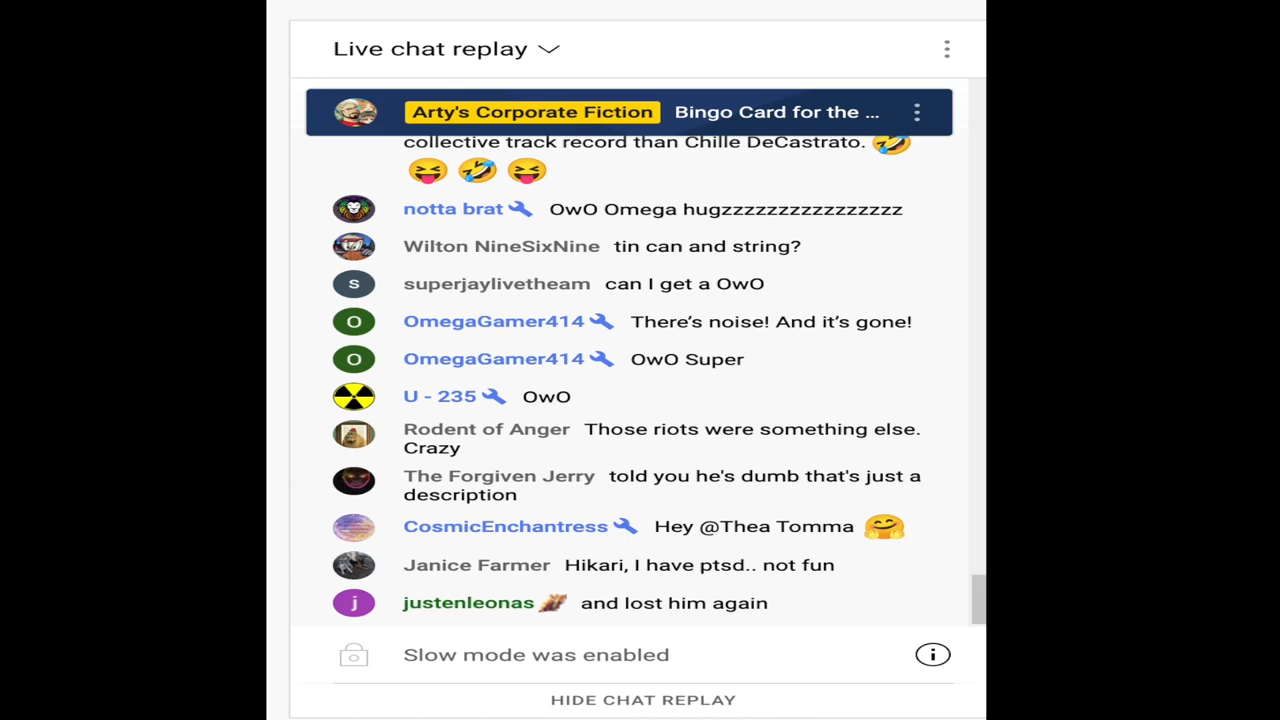 Live chat replay
Arty's Corporate Fiction Bingo Card for the ...
collective track record than Chille DeCastrato. 🤣
😝 🤣 😝
notta brat OwO Omega hugzzzzzzzzzzzzzzzz
Wilton NineSixNine tin can and string?
s superjaylivetheam can I get a OwO
O OmegaGamer414 There’s noise! And it’s gone!
O OmegaGamer414 OwO Super
U - 235 OwO
Rodent of Anger Those riots were something else.
Crazy
The Forgiven Jerry told you he's dumb that's just a
description
CosmicEnchantress Hey @Thea Tomma 🤗
Janice Farmer Hikari, I have ptsd.. not fun
j justenleonas and lost him again
Slow mode was enabled
HIDE CHAT REPLAY